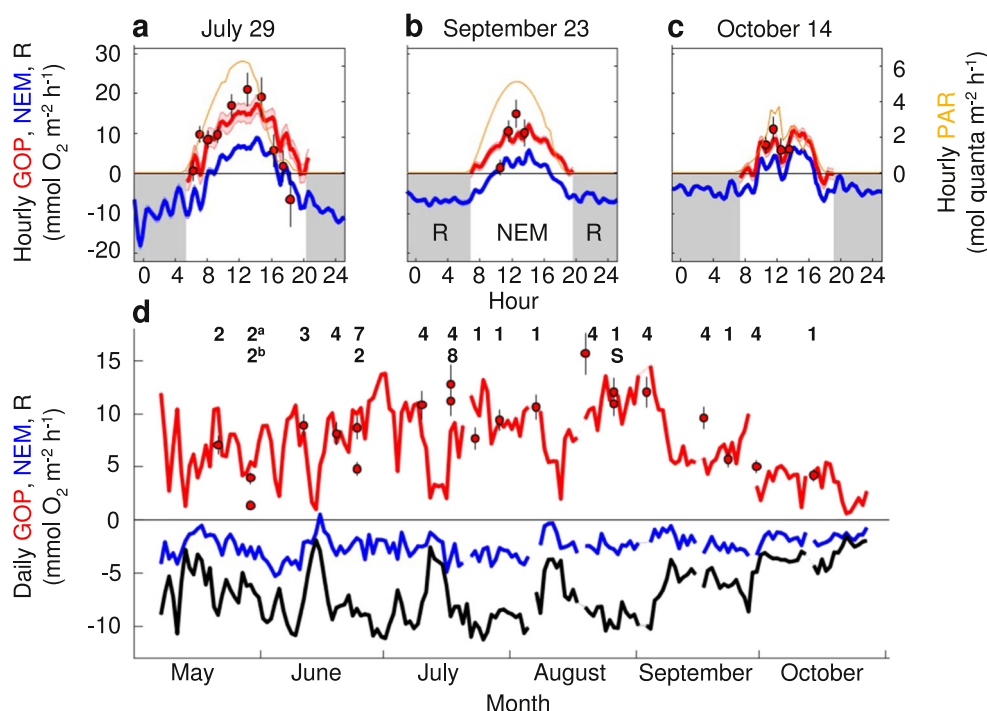 a July 29
b September 23
c October 14
Hourly GOP, NEM, R
(mmol O₂ m⁻² h⁻¹)
30
20
10
0
-10
-20
R NEM R
6
4
2
0
Hourly PAR
(mol quanta m⁻² h⁻¹)
0 4 8 12 16 20 24
0 4 8 12 16 20 24
0 4 8 12 16 20 24
Hour
d
2 2ᵃ 3 4 7 4 4 1 1 1 4 1 4 4 1 4 1
2ᵇ 2 8 S
Daily GOP, NEM, R
(mmol O₂ m⁻² h⁻¹)
15
10
5
0
-5
-10
May June July August September October
Month